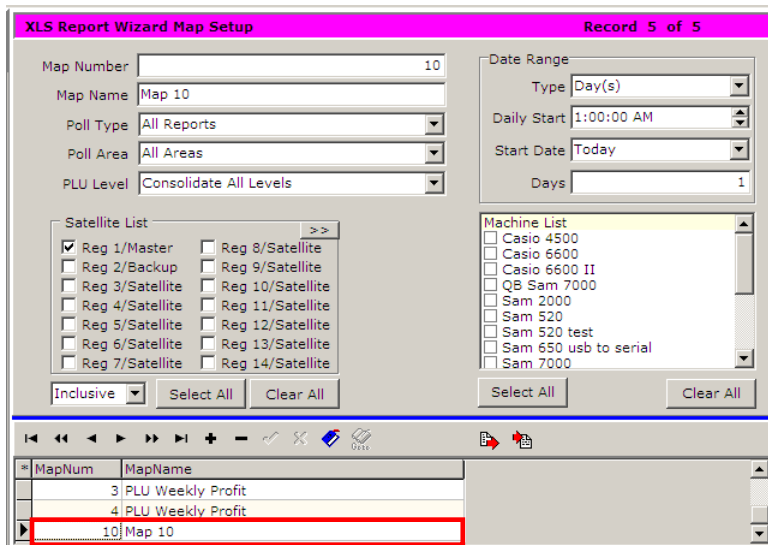 XLS Report Wizard Map Setup Record 5 of 5
Map Number 10
Map Name Map 10
Poll Type All Reports
Poll Area All Areas
PLU Level Consolidate All Levels
Date Range
Type Day(s)
Daily Start 1:00:00 AM
Start Date Today
Days 1
Satellite List >>
Reg 1/Master Reg 8/Satellite
Reg 2/Backup Reg 9/Satellite
Reg 3/Satellite Reg 10/Satellite
Reg 4/Satellite Reg 11/Satellite
Reg 5/Satellite Reg 12/Satellite
Reg 6/Satellite Reg 13/Satellite
Reg 7/Satellite Reg 14/Satellite
Inclusive Select All Clear All
Machine List
Casio 4500
Casio 6600
Casio 6600 II
QB Sam 7000
Sam 2000
Sam 520
Sam 520 test
Sam 650 usb to serial
Sam 7000
Select All Clear All
Goto
* MapNum MapName
3 PLU Weekly Profit
4 PLU Weekly Profit
10 Map 10